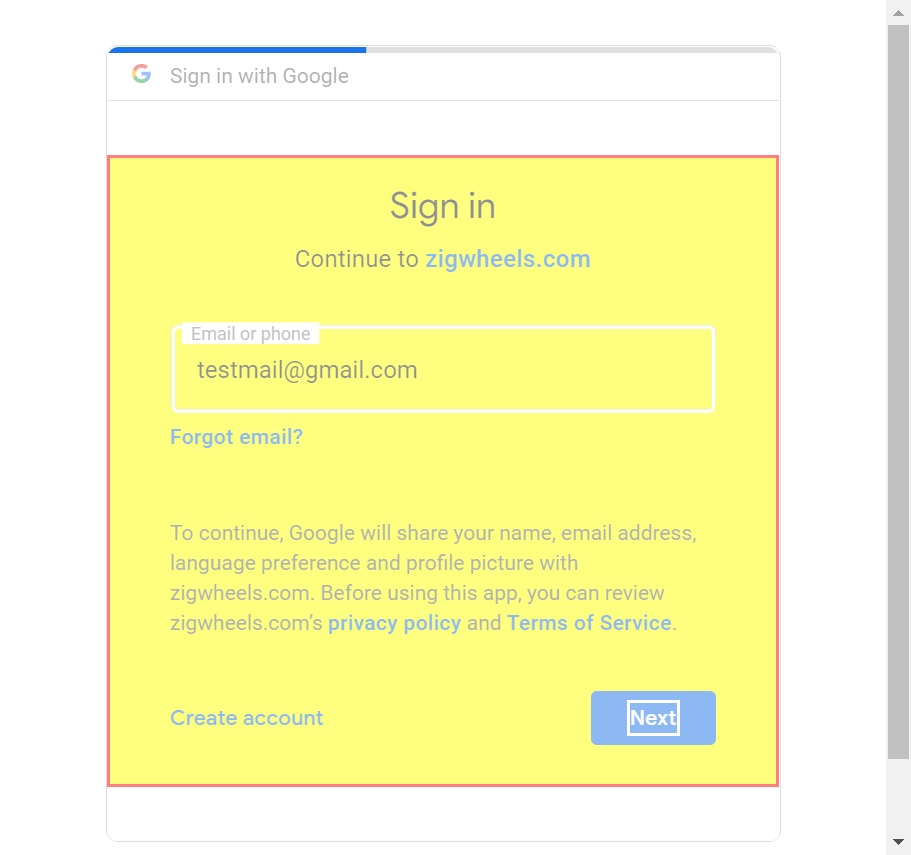 Sign in with Google
Sign in
Continue to zigwheels.com
Email or phone
testmail@gmail.com
Forgot email?
To continue, Google will share your name, email address,
language preference and profile picture with
zigwheels.com. Before using this app, you can review
zigwheels.com’s privacy policy and Terms of Service.
Create account
Next